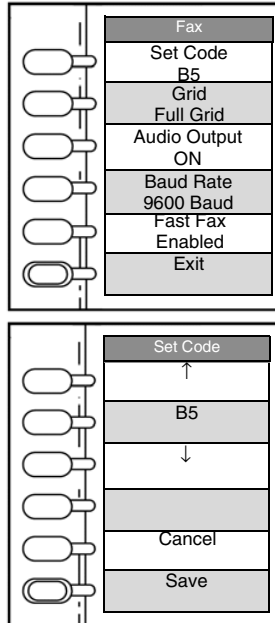 Fax
Set Code
B5
Grid
Full Grid
Audio Output
ON
Baud Rate
9600 Baud
Fast Fax
Enabled
Exit
Set Code
↑
B5
↓
Cancel
Save